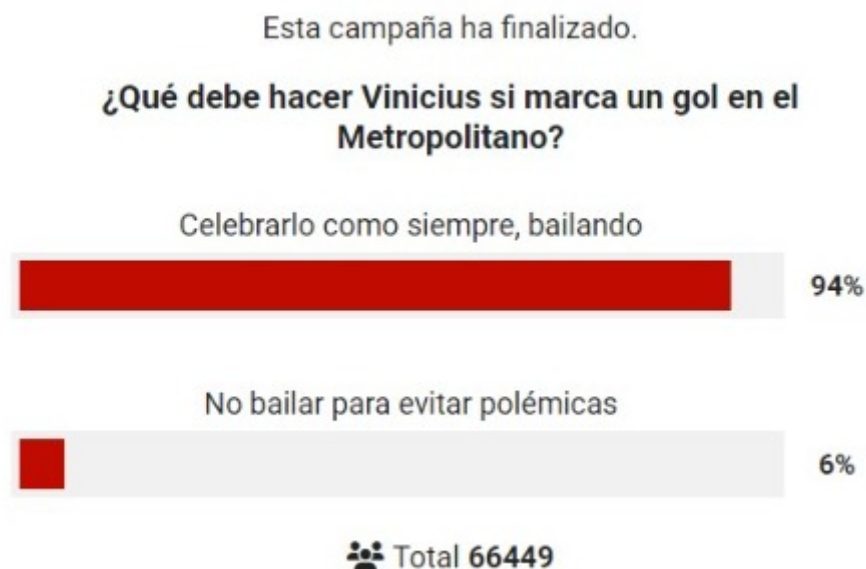 Esta campaña ha finalizado.
¿Qué debe hacer Vinicius si marca un gol en el
Metropolitano?
Celebrarlo como siempre, bailando
94%
No bailar para evitar polémicas
6%
Total 66449